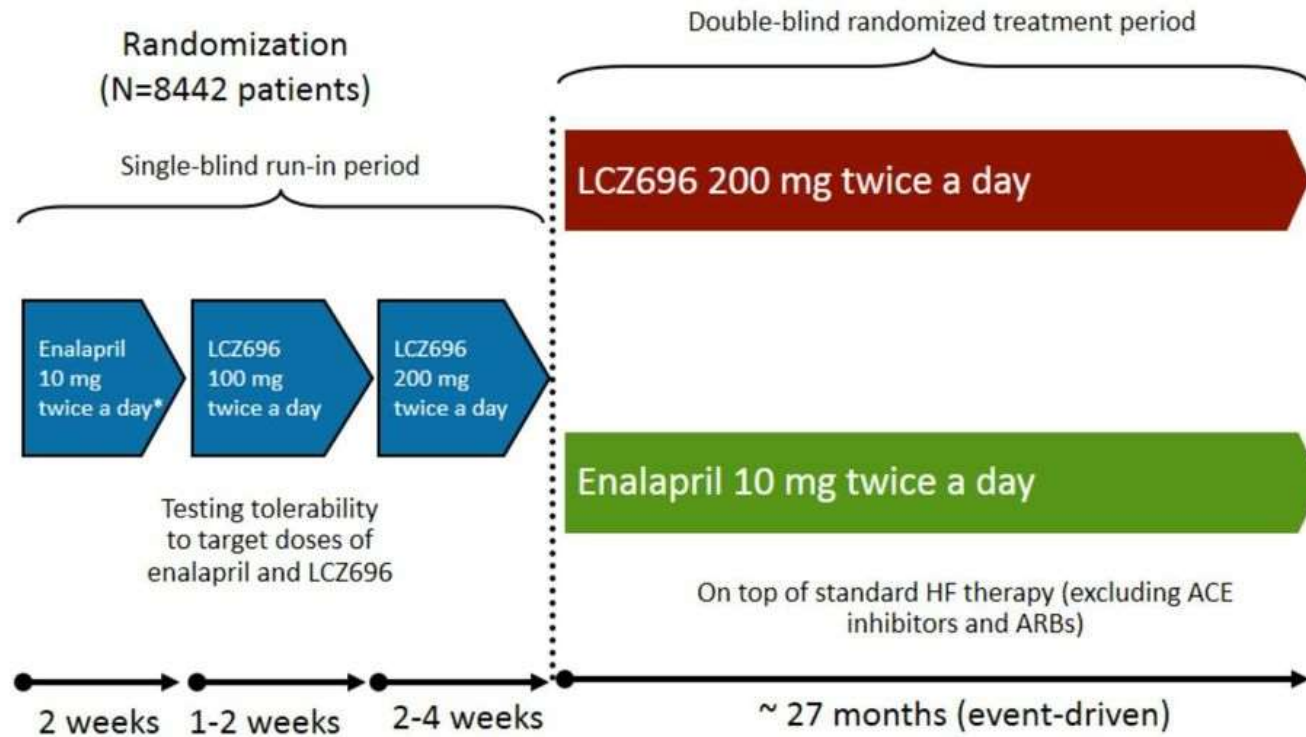 Randomization
(N=8442 patients)
Single-blind run-in period
Double-blind randomized treatment period
LCZ696 200 mg twice a day
Enalapril
10 mg
twice a day*
LCZ696
100 mg
twice a day
LCZ696
200 mg
twice a day
Enalapril 10 mg twice a day
Testing tolerability
to target doses of
enalapril and LCZ696
On top of standard HF therapy (excluding ACE
inhibitors and ARBs)
2 weeks
1-2 weeks
2-4 weeks
~ 27 months (event-driven)